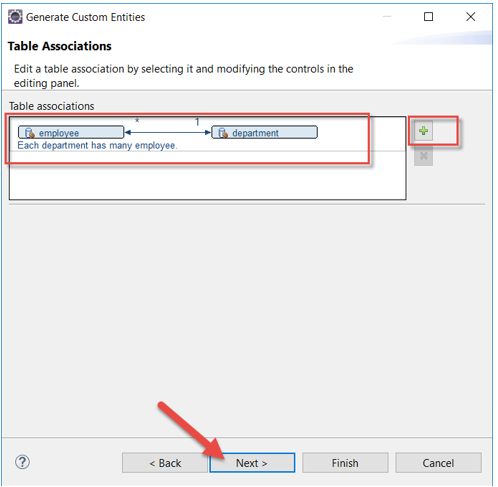 Generate Custom Entities
Table Associations
Edit a table association by selecting it and modifying the controls in the
editing panel.
Table associations
employee * 1 department
Each department has many employee.
? < Back Next > Finish Cancel